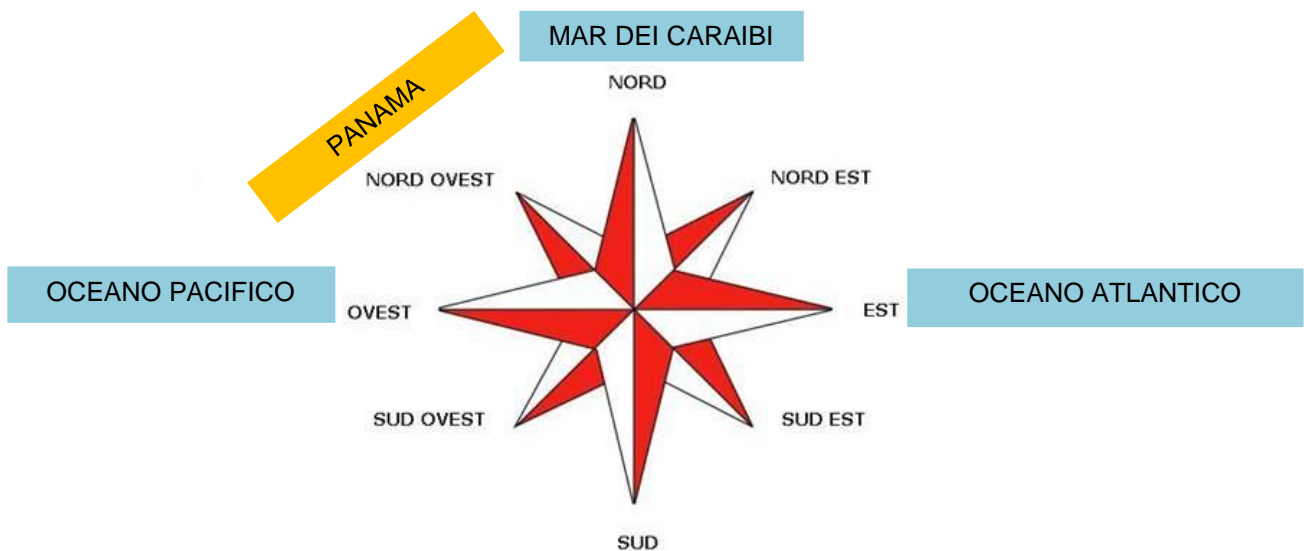 MAR DEI CARAIBI
NORD
PANAMA
NORD OVEST
NORD EST
OCEANO PACIFICO
OVEST
EST
OCEANO ATLANTICO
SUD OVEST
SUD EST
SUD